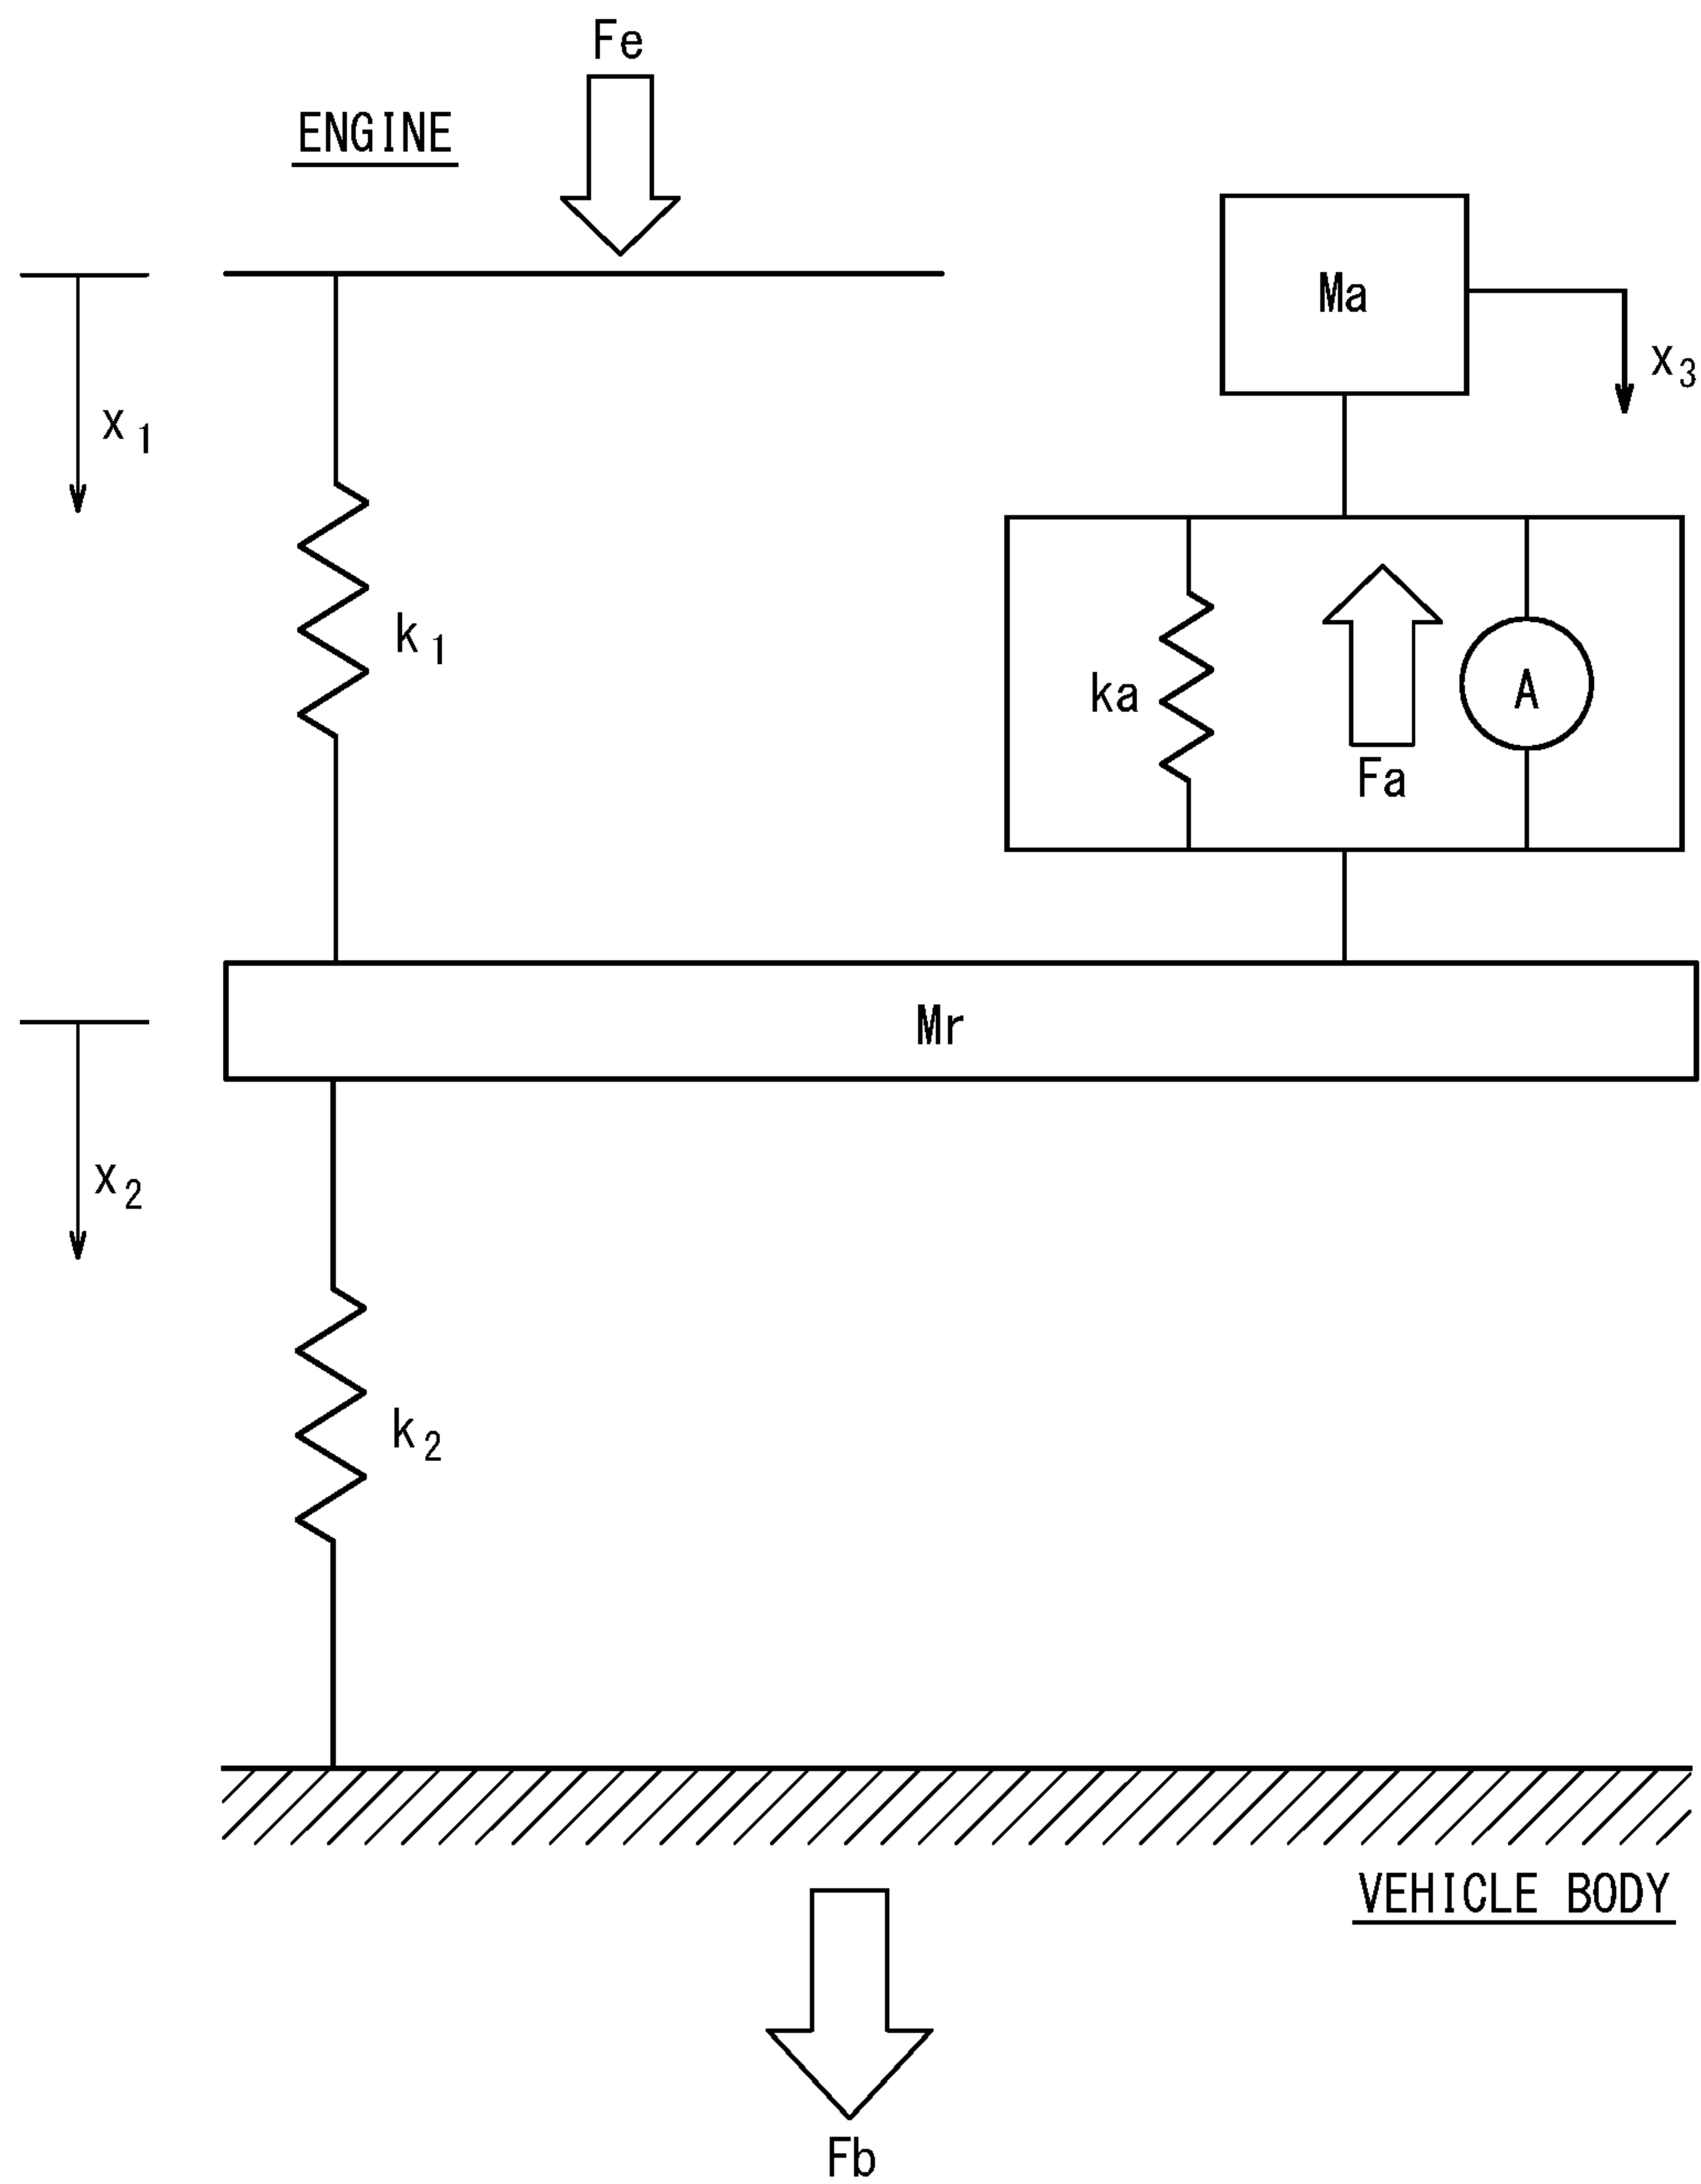 Fe
ENGINE
Ma
x₃
x₁
k₁
ka
A
Fa
Mr
x₂
k₂
VEHICLE BODY
Fb